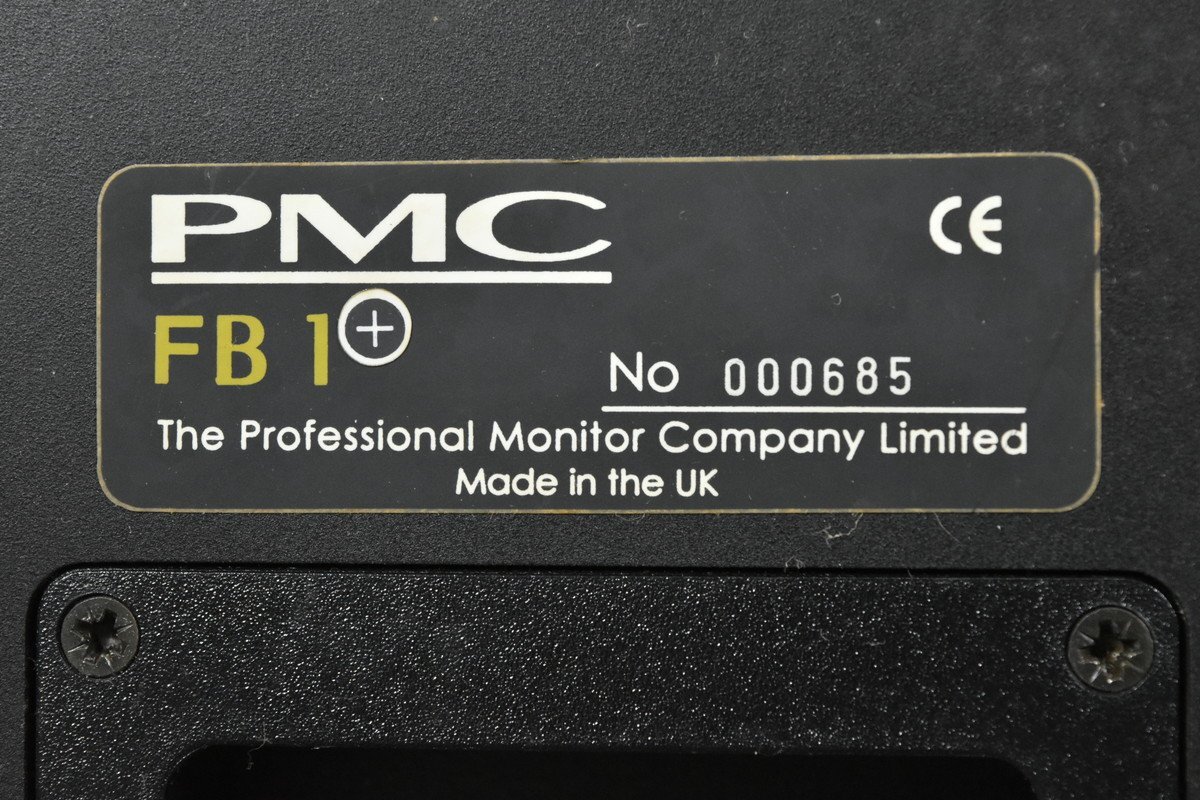 PMC
CE
FB 1+
No 000685
The Professional Monitor Company Limited
Made in the UK